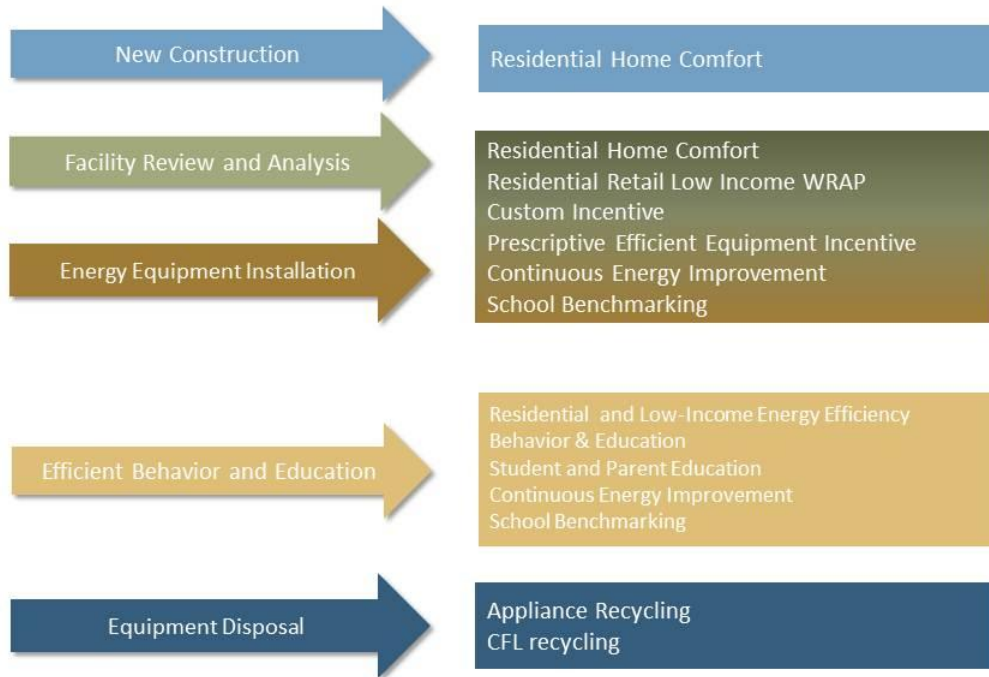 New Construction
Residential Home Comfort
Facility Review and Analysis
Energy Equipment Installation
Residential Home Comfort
Residential Retail Low Income WRAP
Custom Incentive
Prescriptive Efficient Equipment Incentive
Continuous Energy Improvement
School Benchmarking
Efficient Behavior and Education
Residential and Low-Income Energy Efficiency
Behavior & Education
Student and Parent Education
Continuous Energy Improvement
School Benchmarking
Equipment Disposal
Appliance Recycling
CFL recycling